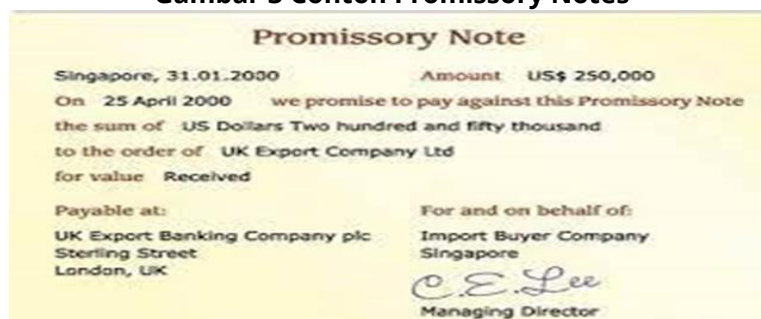 Gambar 3 Contoh Promissory Notes
Promissory Note
Singapore, 31.01.2000 Amount US$ 250,000
On 25 April 2000 we promise to pay against this Promissory Note
the sum of US Dollars Two hundred and fifty thousand
to the order of UK Export Company Ltd
for value Received
Payable at: For and on behalf of:
UK Export Banking Company plc Import Buyer Company
Sterling Street Singapore
London, UK
C.E. Lee
Managing Director